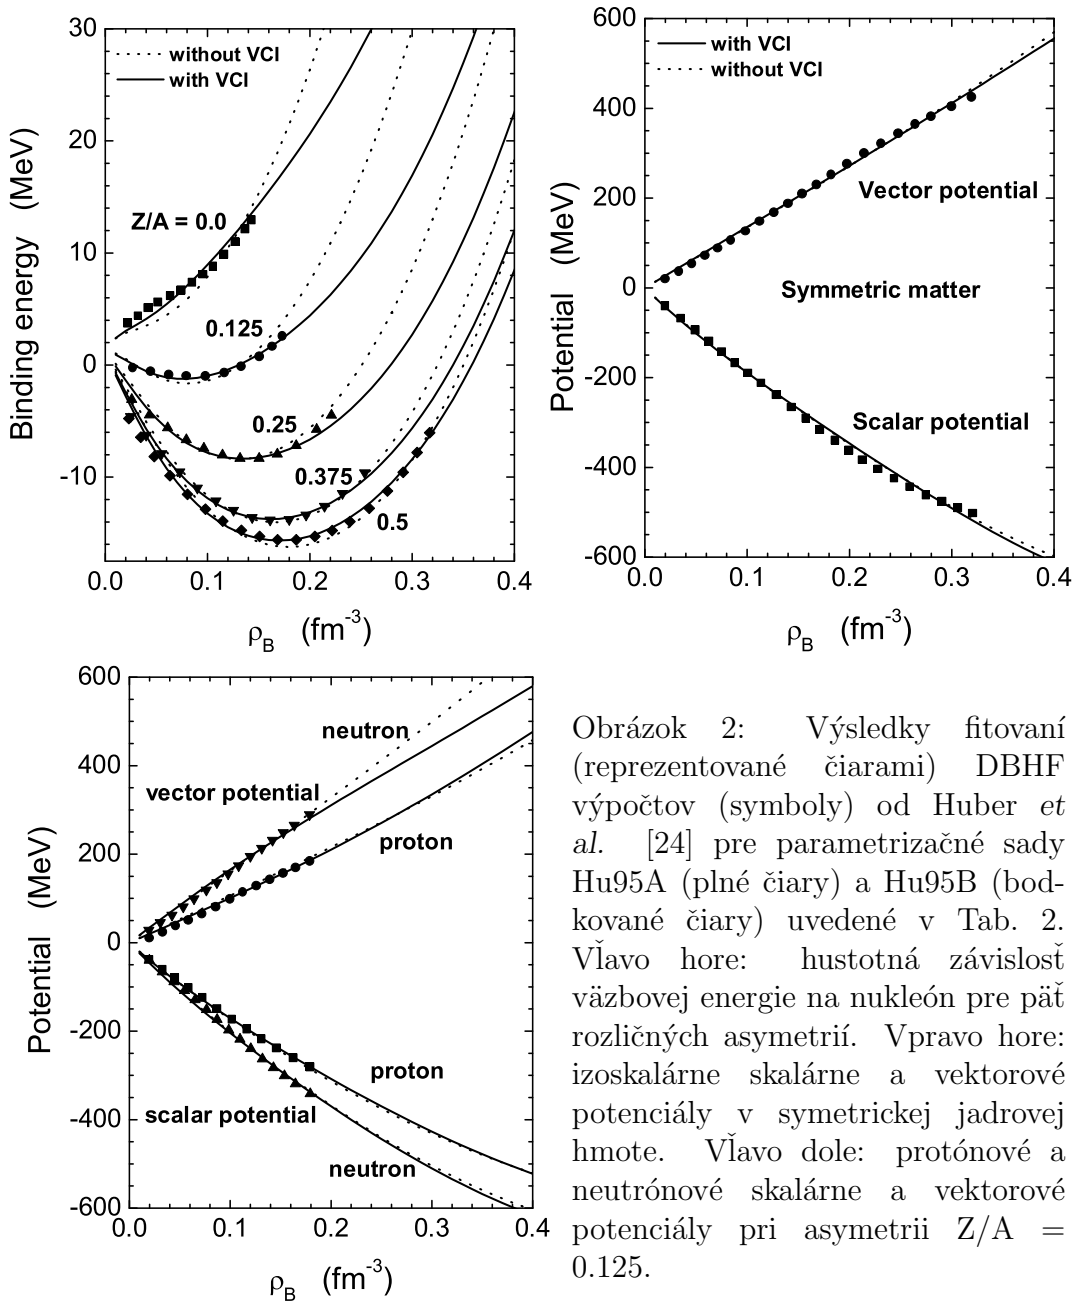 30
20
10
0
-10
Binding energy (MeV)
without VCI
with VCI
Z/A = 0.0
0.125
0.25
0.375
0.5
0.0 0.1 0.2 0.3 0.4
ρB (fm-3)
600
400
200
0
-200
-400
-600
Potential (MeV)
with VCI
without VCI
Vector potential
Symmetric matter
Scalar potential
0.0 0.1 0.2 0.3 0.4
ρB (fm-3)
600
400
200
0
-200
-400
-600
Potential (MeV)
neutron
vector potential
proton
proton
scalar potential
neutron
0.0 0.1 0.2 0.3 0.4
ρB (fm-3)
Obrázok 2: Výsledky fitovaní
(reprezentované čiarami) DBHF
výpočtov (symboly) od Huber et
al. [24] pre parametrizačné sady
Hu95A (plné čiary) a Hu95B (bod-
kované čiary) uvedené v Tab. 2.
Vľavo hore: hustotná závislosť
väzbovej energie na nukleón pre päť
rozličných asymetrií. Vpravo hore:
izoskalárne skalárne a vektorové
potenciály v symetrickej jadrovej
hmote. Vľavo dole: protónové a
neutrónové skalárne a vektorové
potenciály pri asymetrii Z/A =
0.125.